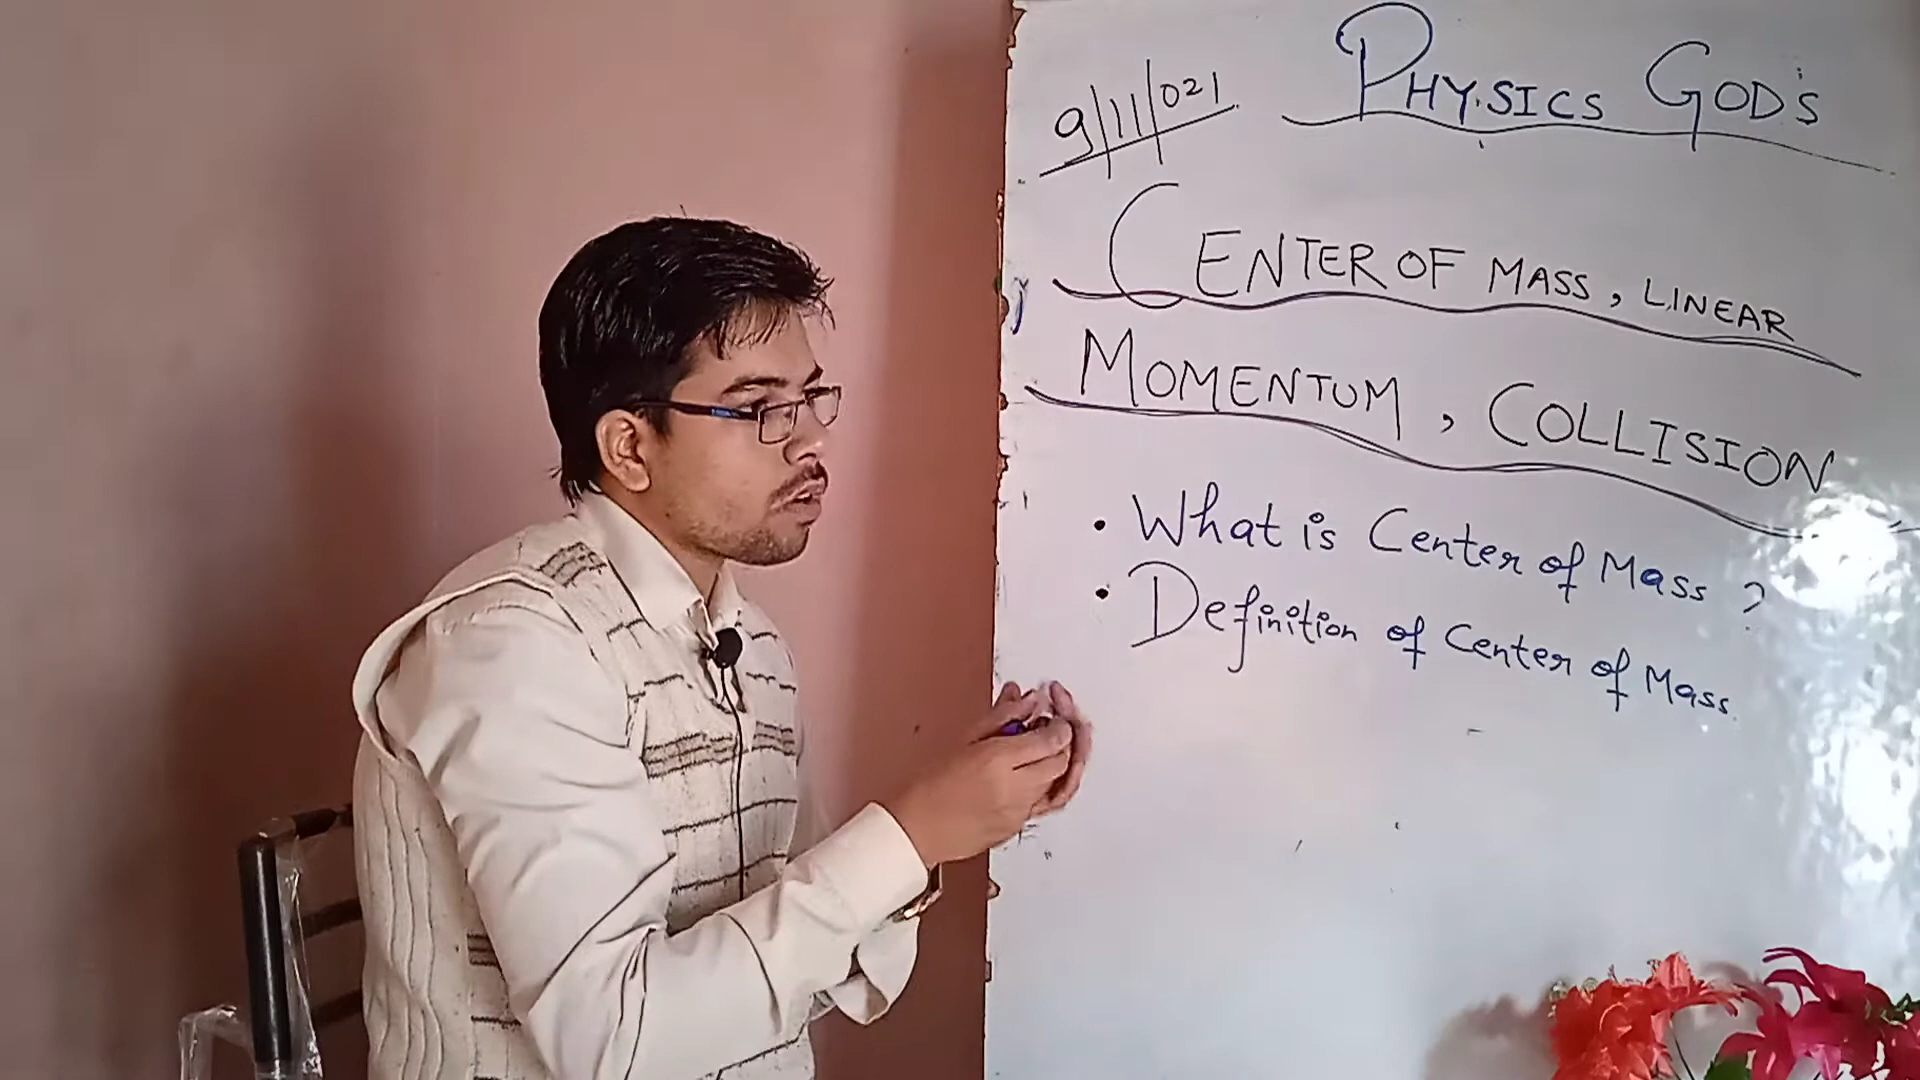 9/11/021
PHYSICS GOD'S
CENTER OF MASS, LINEAR
MOMENTUM, COLLISION
• What is Center of Mass ?
• Definition of Center of Mass.